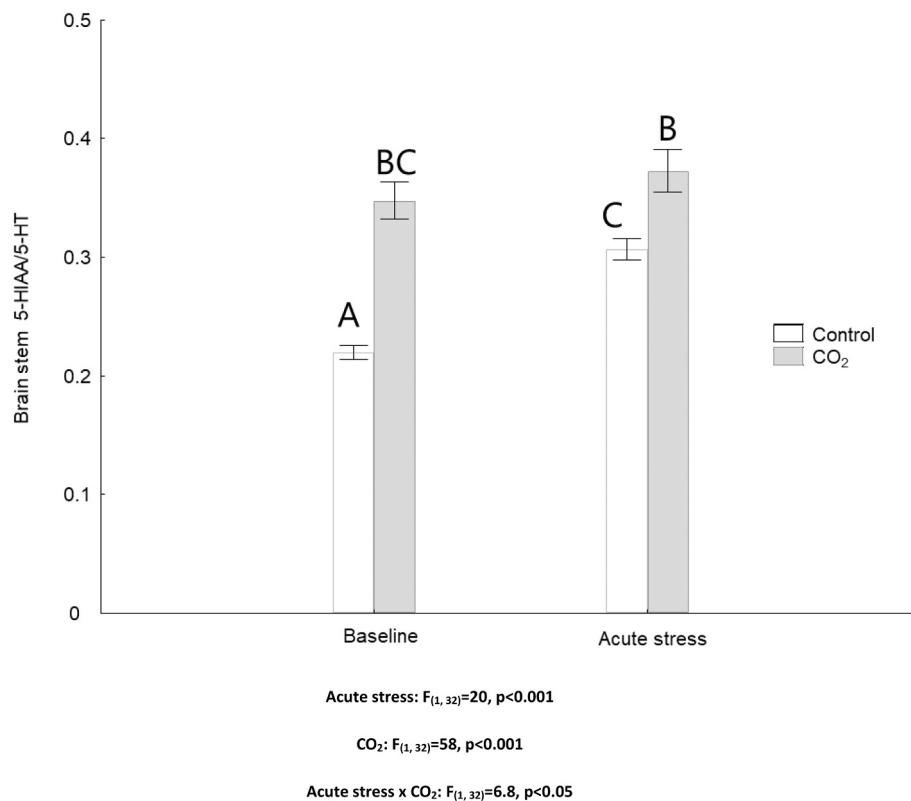 0.5
0.4
0.3
0.2
0.1
0
Brain stem 5-HIAA/5-HT
A
BC
C
B
Control
CO₂
Baseline
Acute stress
Acute stress: F₍₁, ₃₂₎=20, p<0.001
CO₂: F₍₁, ₃₂₎=58, p<0.001
Acute stress x CO₂: F₍₁, ₃₂₎=6.8, p<0.05